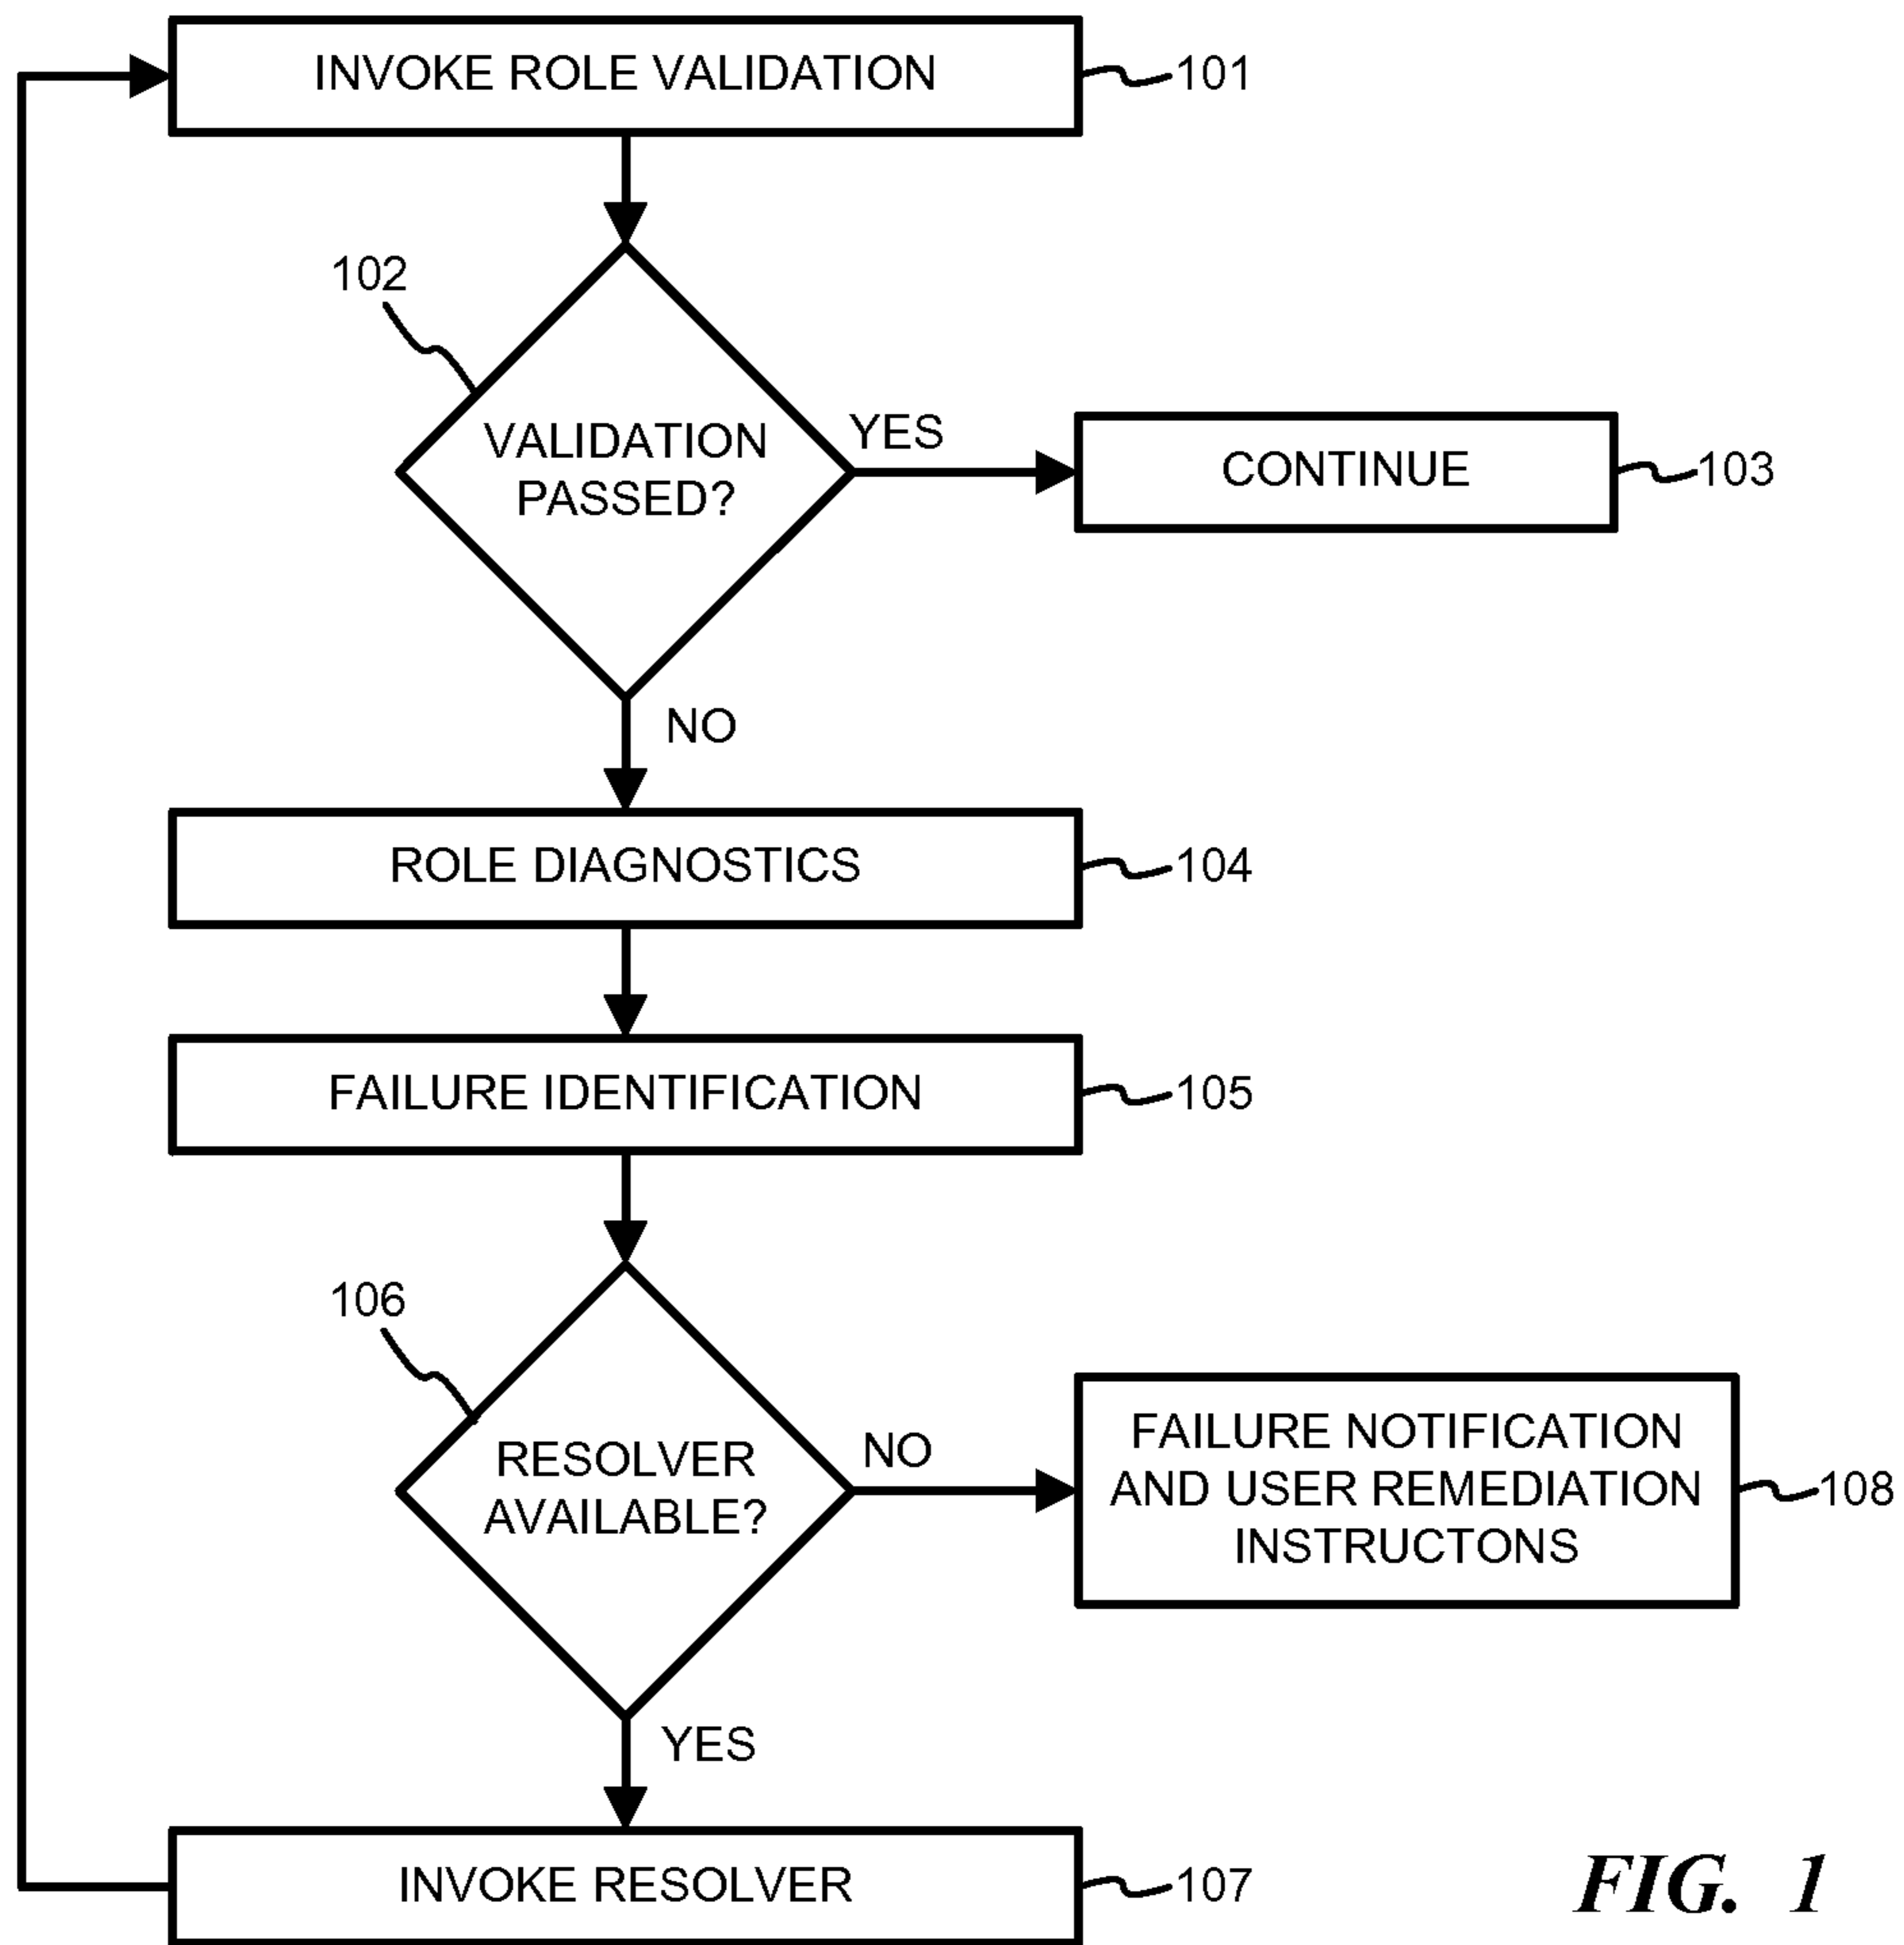 INVOKE ROLE VALIDATION
101
102
VALIDATION
PASSED?
YES
CONTINUE
103
NO
ROLE DIAGNOSTICS
104
FAILURE IDENTIFICATION
105
106
RESOLVER
AVAILABLE?
NO
FAILURE NOTIFICATION
AND USER REMEDIATION
INSTRUCTONS
108
YES
INVOKE RESOLVER
107
FIG. 1